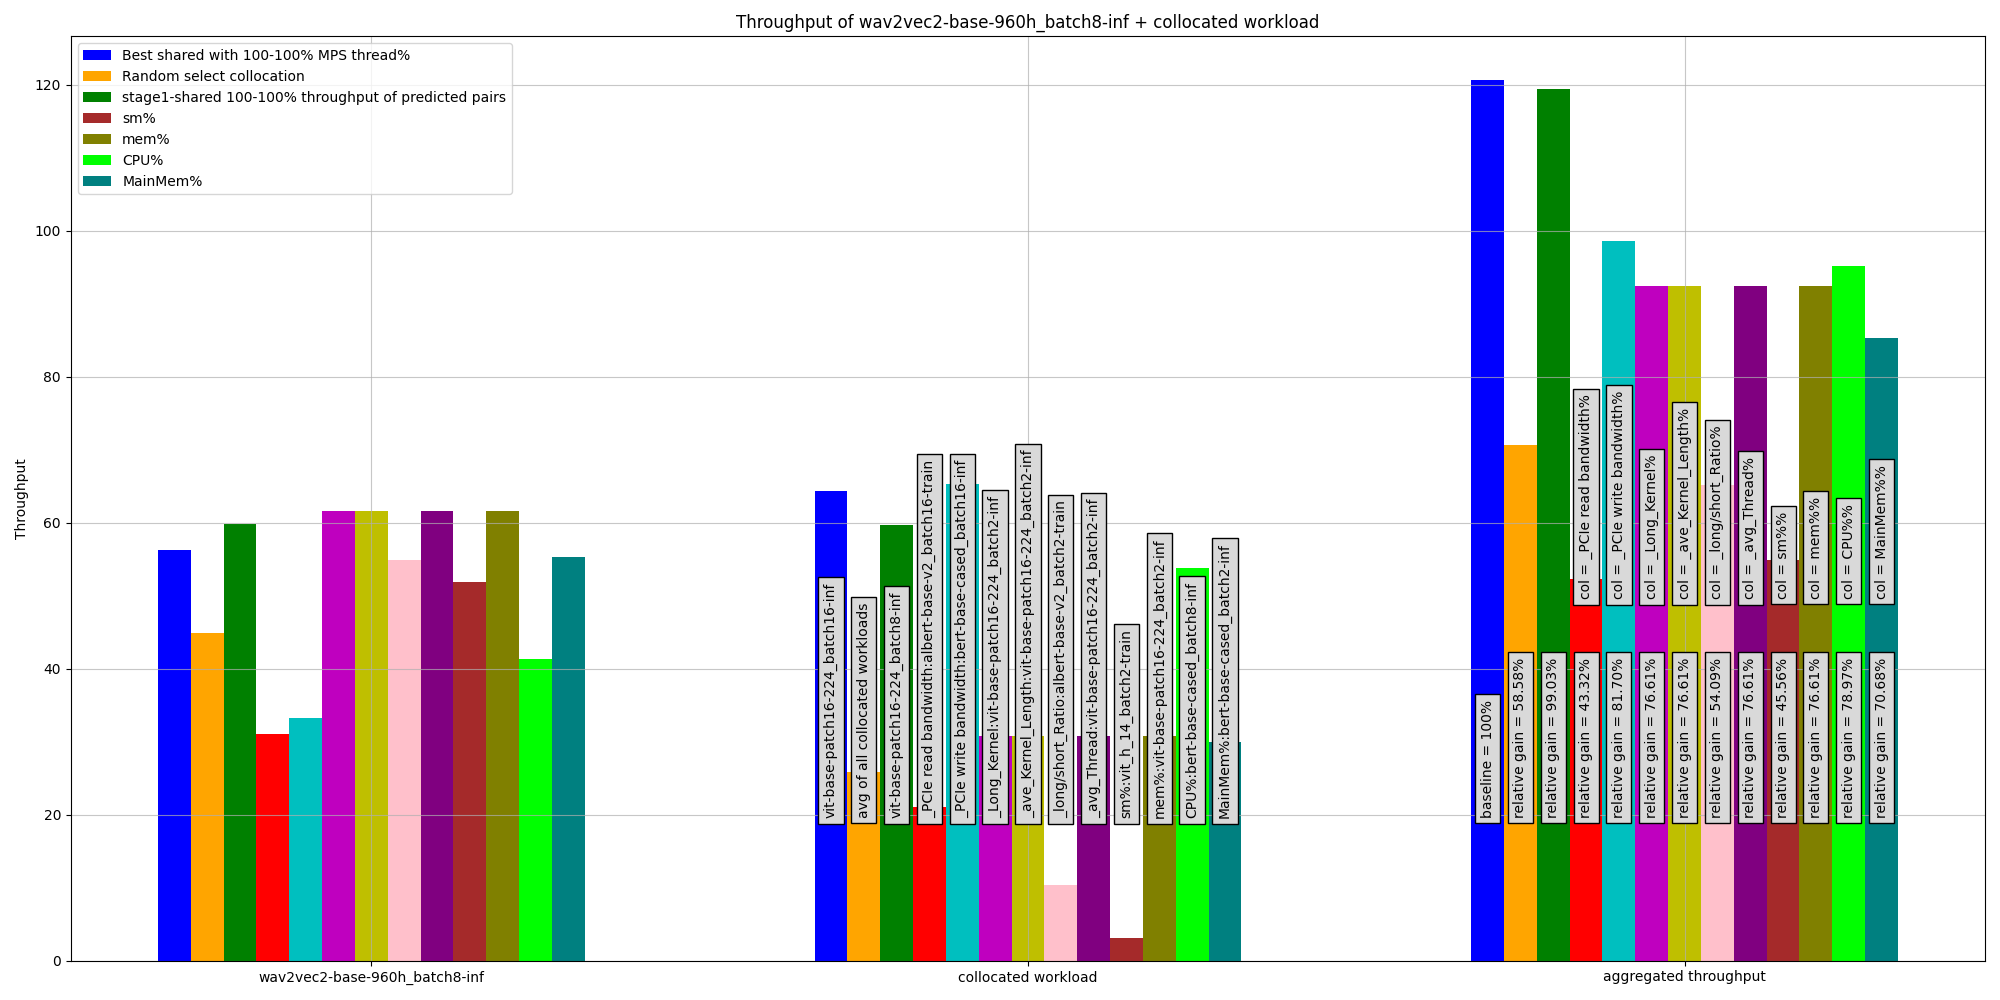 Throughput of wav2vec2-base-960h_batch8-inf + collocated workload
Best shared with 100-100% MPS thread%
Random select collocation
stage1-shared 100-100% throughput of predicted pairs
sm%
mem%
CPU%
MainMem%
Throughput
120
100
80
60
40
20
0
vit-base-patch16-224_batch16-inf
avg of all collocated workloads
vit-base-patch16-224_batch8-inf
_PCIe read bandwidth:albert-base-v2_batch16-train
_PCIe write bandwidth:bert-base-cased_batch16-inf
_Long_Kernel:vit-base-patch16-224_batch2-inf
_ave_Kernel_Length:vit-base-patch16-224_batch2-inf
_long/short_Ratio:albert-base-v2_batch2-train
_avg_Thread:vit-base-patch16-224_batch2-inf
sm%:vit_h_14_batch2-train
mem%:vit-base-patch16-224_batch2-inf
CPU%:bert-base-cased_batch8-inf
MainMem%:bert-base-cased_batch2-inf
col = _PCIe read bandwidth%
col = _PCIe write bandwidth%
col = _Long_Kernel%
col = _ave_Kernel_Length%
col = _long/short_Ratio%
col = _avg_Thread%
col = sm%%
col = mem%%
col = CPU%%
col = MainMem%%
baseline = 100%
relative gain = 58.58%
relative gain = 99.03%
relative gain = 43.32%
relative gain = 81.70%
relative gain = 76.61%
relative gain = 76.61%
relative gain = 54.09%
relative gain = 76.61%
relative gain = 45.56%
relative gain = 76.61%
relative gain = 78.97%
relative gain = 70.68%
wav2vec2-base-960h_batch8-inf
collocated workload
aggregated throughput